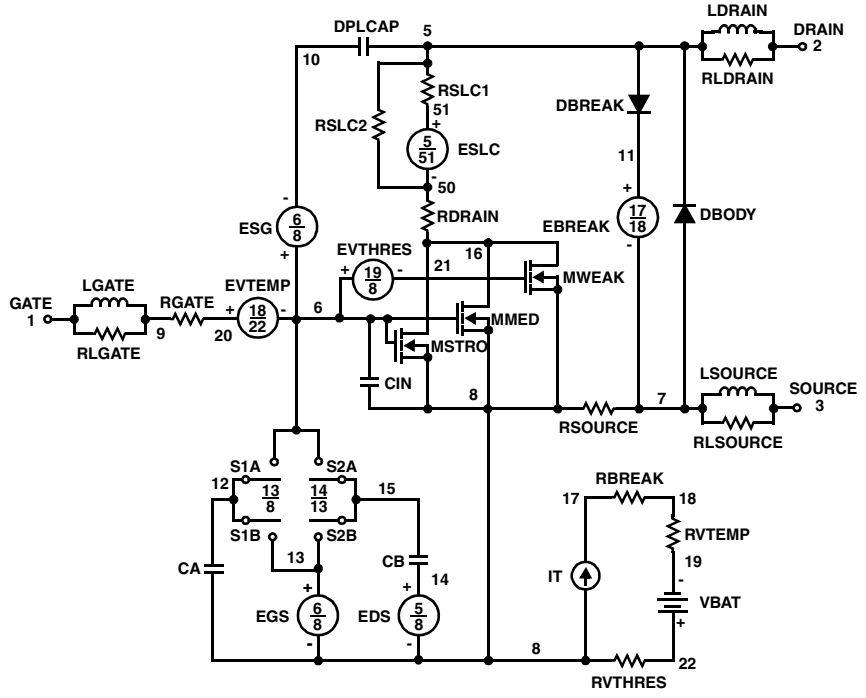 LDRAIN
DPLCAP 5 DRAIN
10 2
RLDRAIN
RSLC1
51
DBREAK
RSLC2
+
5
51
ESLC
-
50
11
-
+
17
18
EBREAK
-
DBODY
ESG
6
8
+
RDRAIN
EVTHRES
16
+ 19
8 -
21
MWEAK
LGATE
EVTEMP
GATE
1
RGATE
+ 18
22 -
6
MMED
9
20
RLGATE
MSTRO
CIN
LSOURCE
8
7
SOURCE
3
RSOURCE
RLSOURCE
S1A
S2A
12
13
8
14
13
15
S1B
S2B
13
CA
CB
14
+
+
EGS
6
8
EDS
5
8
-
-
8
RBREAK
17
18
RVTEMP
19
IT
-
VBAT
+
22
RVTHRES